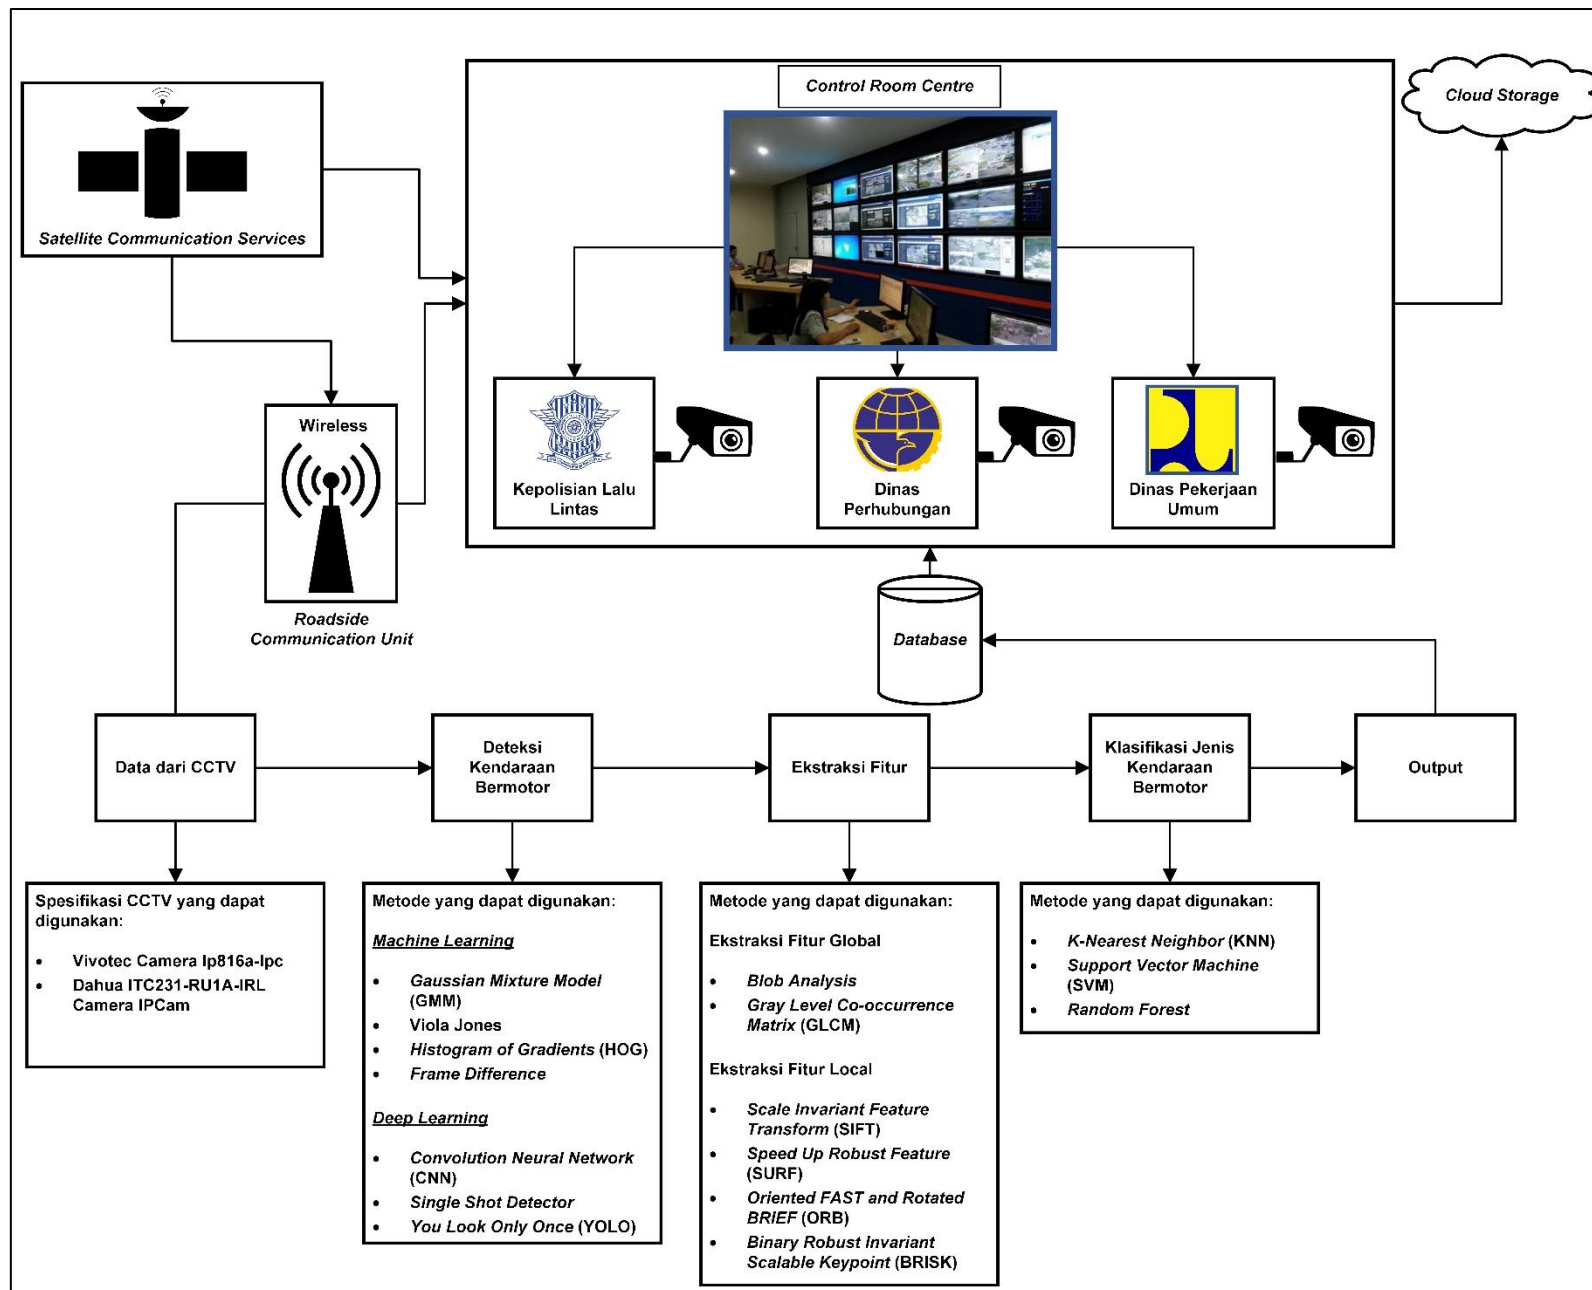 Control Room Centre
Cloud Storage
Satellite Communication Services
Wireless
Kepolisian Lalu
Lintas
Dinas
Perhubungan
Dinas Pekerjaan
Umum
Roadside
Communication Unit
Database
Data dari CCTV
Deteksi
Kendaraan
Bermotor
Ekstraksi Fitur
Klasifikasi Jenis
Kendaraan
Bermotor
Output
Spesifikasi CCTV yang dapat
digunakan:
• Vivotec Camera Ip816a-Ipc
• Dahua ITC231-RU1A-IRL
Camera IPCam
Metode yang dapat digunakan:
Machine Learning
• Gaussian Mixture Model
(GMM)
• Viola Jones
• Histogram of Gradients (HOG)
• Frame Difference
Deep Learning
• Convolution Neural Network
(CNN)
• Single Shot Detector
• You Look Only Once (YOLO)
Metode yang dapat digunakan:
Ekstraksi Fitur Global
• Blob Analysis
• Gray Level Co-occurrence
Matrix (GLCM)
Ekstraksi Fitur Local
• Scale Invariant Feature
Transform (SIFT)
• Speed Up Robust Feature
(SURF)
• Oriented FAST and Rotated
BRIEF (ORB)
• Binary Robust Invariant
Scalable Keypoint (BRISK)
Metode yang dapat digunakan:
• K-Nearest Neighbor (KNN)
• Support Vector Machine
(SVM)
• Random Forest